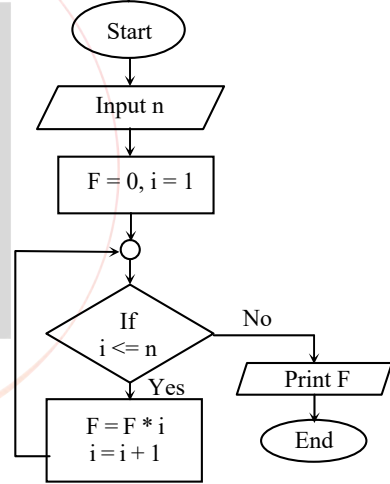 Start
Input n
F = 0, i = 1
If
i <= n
No
Yes
Print F
F = F * i
i = i + 1
End